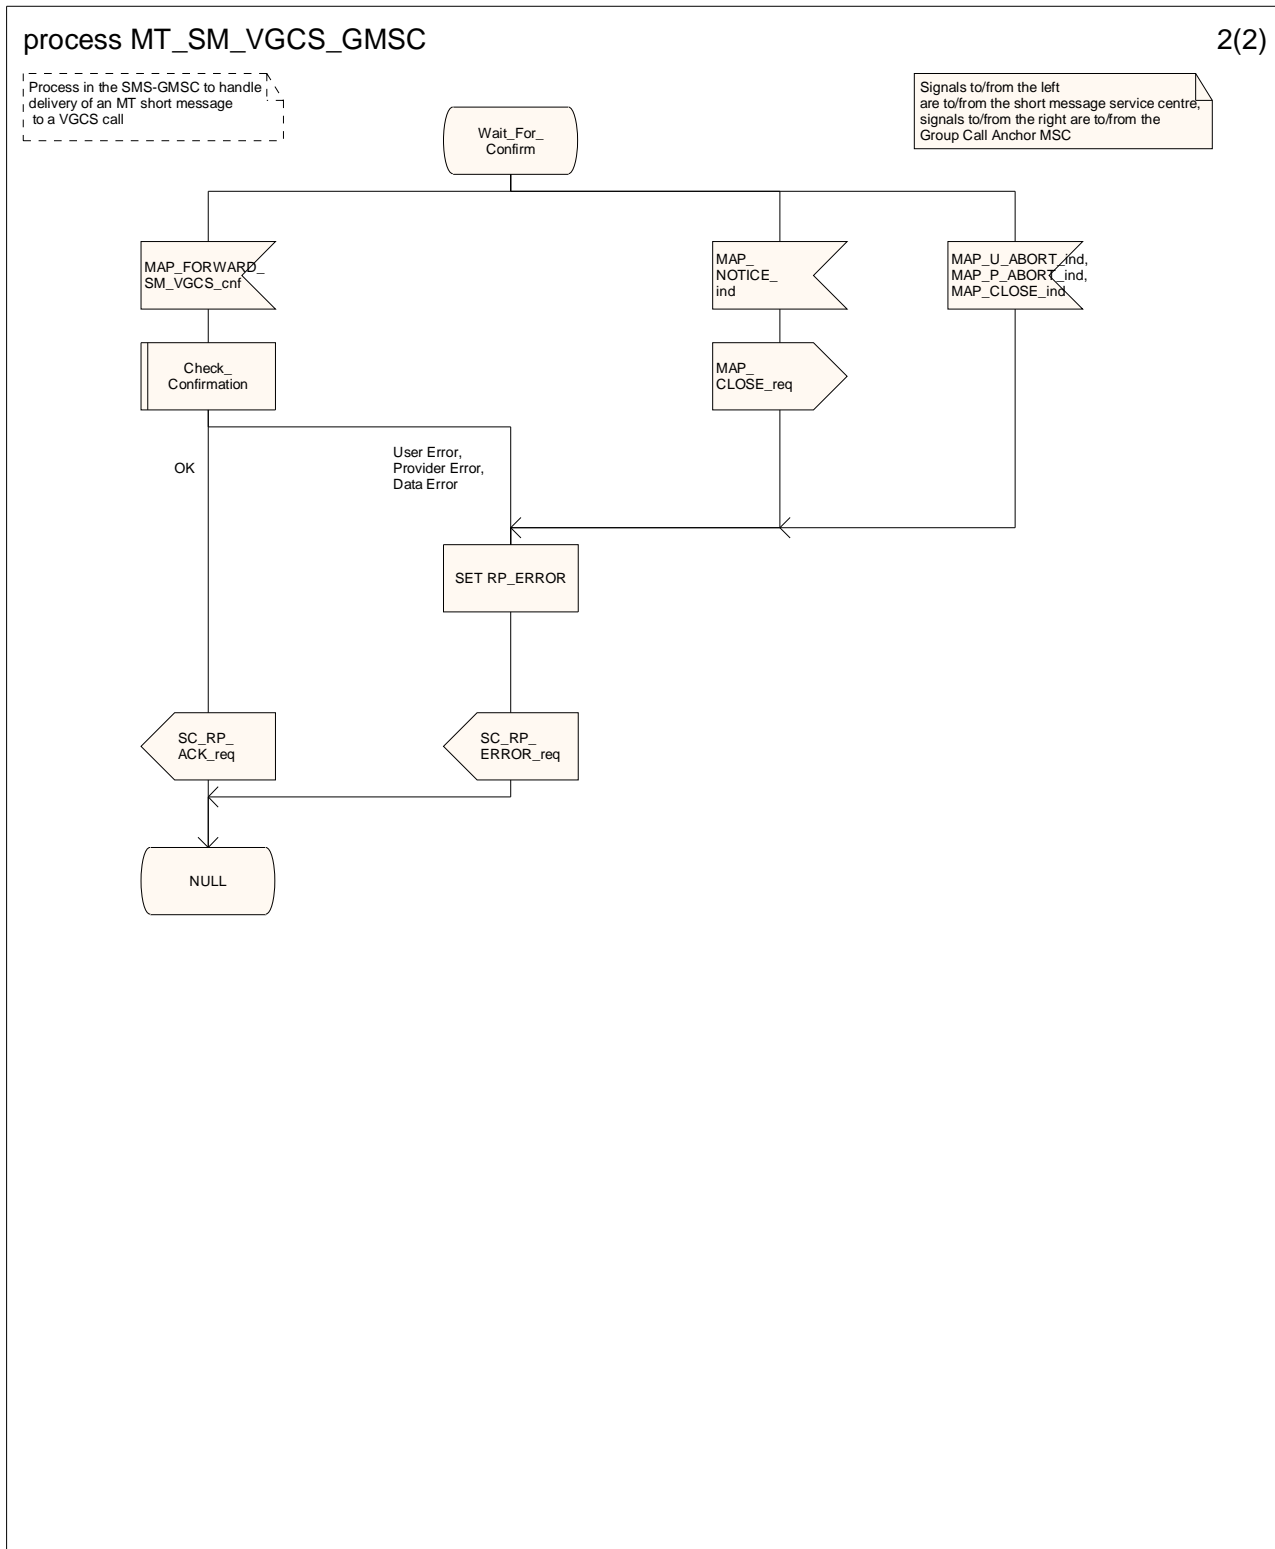 process MT_SM_VGCS_GMSC
2(2)
Process in the SMS-GMSC to handle
delivery of an MT short message
to a VGCS call
Signals to/from the left
are to/from the short message service centre,
signals to/from the right are to/from the
Group Call Anchor MSC
Wait_For_
Confirm
MAP_FORWARD_
SM_VGCS_cnf
MAP_
NOTICE_
ind
MAP_U_ABORT_ind,
MAP_P_ABORT_ind,
MAP_CLOSE_ind
Check_
Confirmation
MAP_
CLOSE_req
OK
User Error,
Provider Error,
Data Error
SET RP_ERROR
SC_RP_
ACK_req
SC_RP_
ERROR_req
NULL